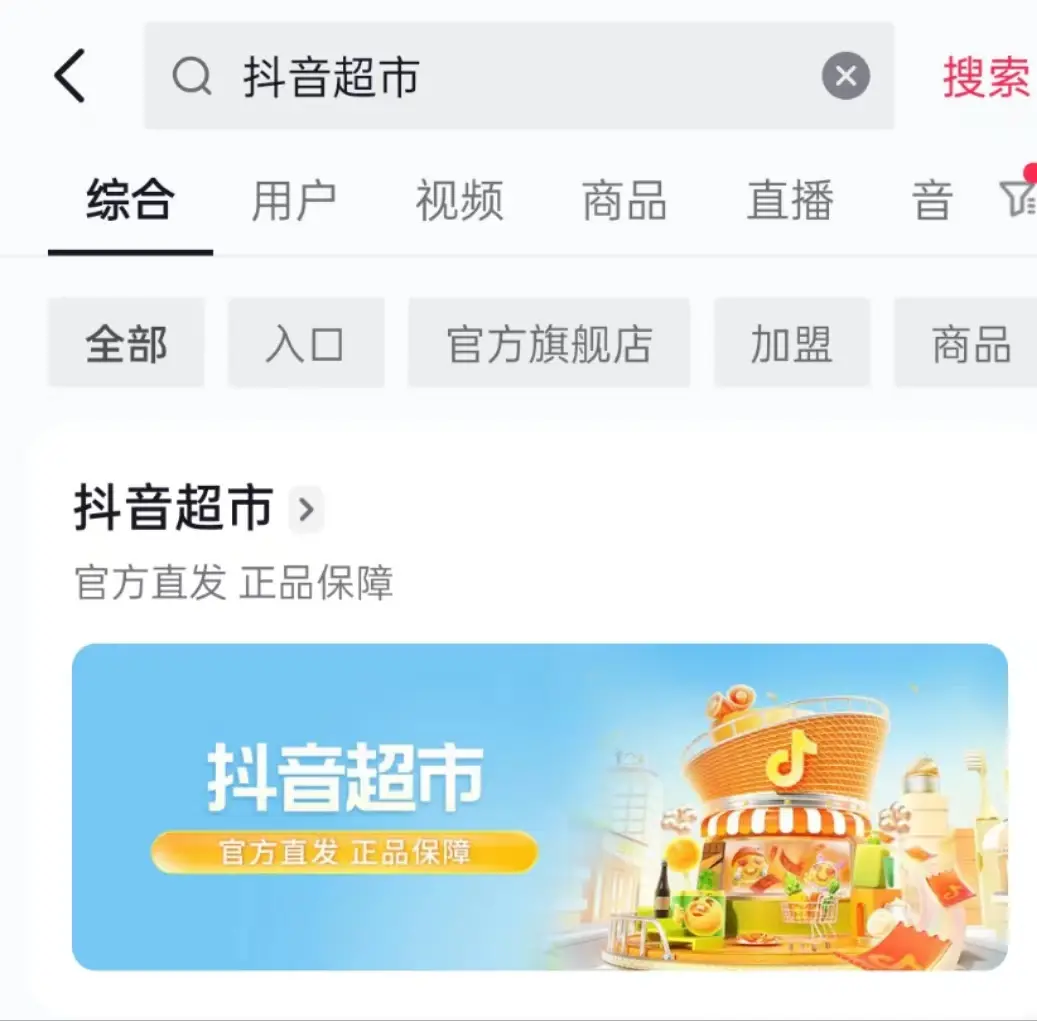 抖音超市 搜索
综合 用户 视频 商品 直播 音
全部 入口 官方旗舰店 加盟 商品
抖音超市
官方直发 正品保障
抖音超市
官方直发 正品保障